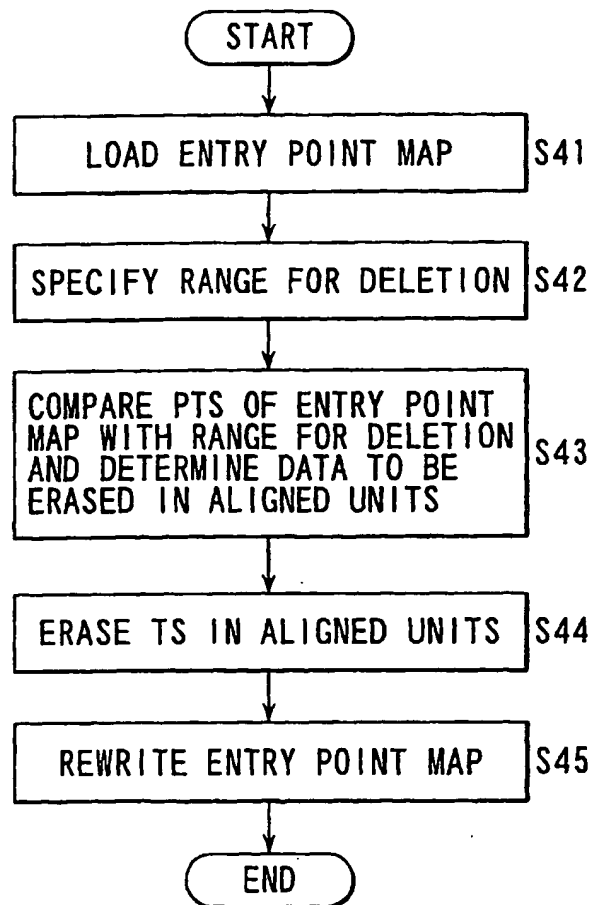 START
LOAD ENTRY POINT MAP S41
SPECIFY RANGE FOR DELETION S42
COMPARE PTS OF ENTRY POINT
MAP WITH RANGE FOR DELETION
AND DETERMINE DATA TO BE
ERASED IN ALIGNED UNITS
S43
ERASE TS IN ALIGNED UNITS S44
REWRITE ENTRY POINT MAP S45
END